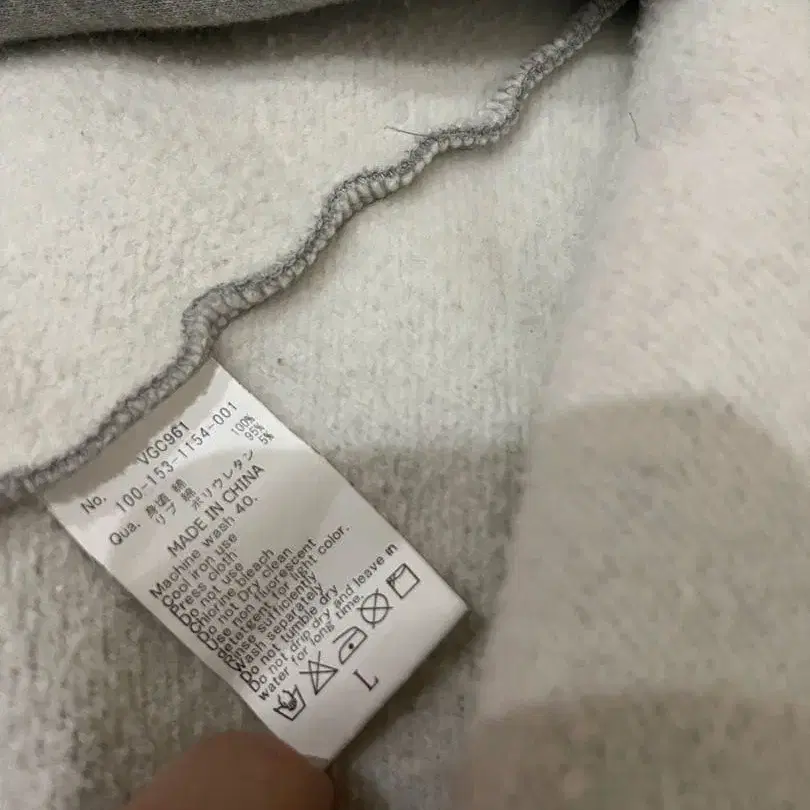 No. VGC961
100-153-1154-001
Qua. 身頃 綿 100%
リブ 綿 95%
ポリウレタン 5%
MADE IN CHINA
Machine wash 40.
Cool iron use
Press cloth
Do not use
Chlorine bleach
Do not Dry clean
Use non fluorescent
detergent for light color.
Rinse sufficiently
Wash separately
Do not tumble dry
Do not drip dry and leave in
water for long time.
L